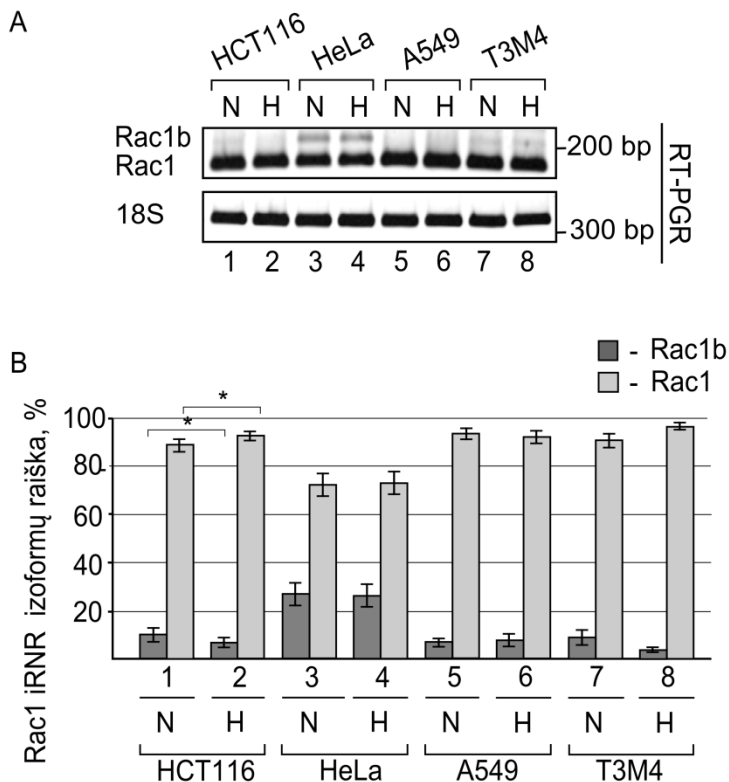 A
HCT116 HeLa A549 T3M4
N H N H N H N H
Rac1b
Rac1
200 bp
18S
300 bp
RT-PGR
1 2 3 4 5 6 7 8
B
- Rac1b
- Rac1
Rac1 iRNR izoformų raiška, %
100
80
60
40
20
* *
1 2 3 4 5 6 7 8
N H N H N H N H
HCT116 HeLa A549 T3M4